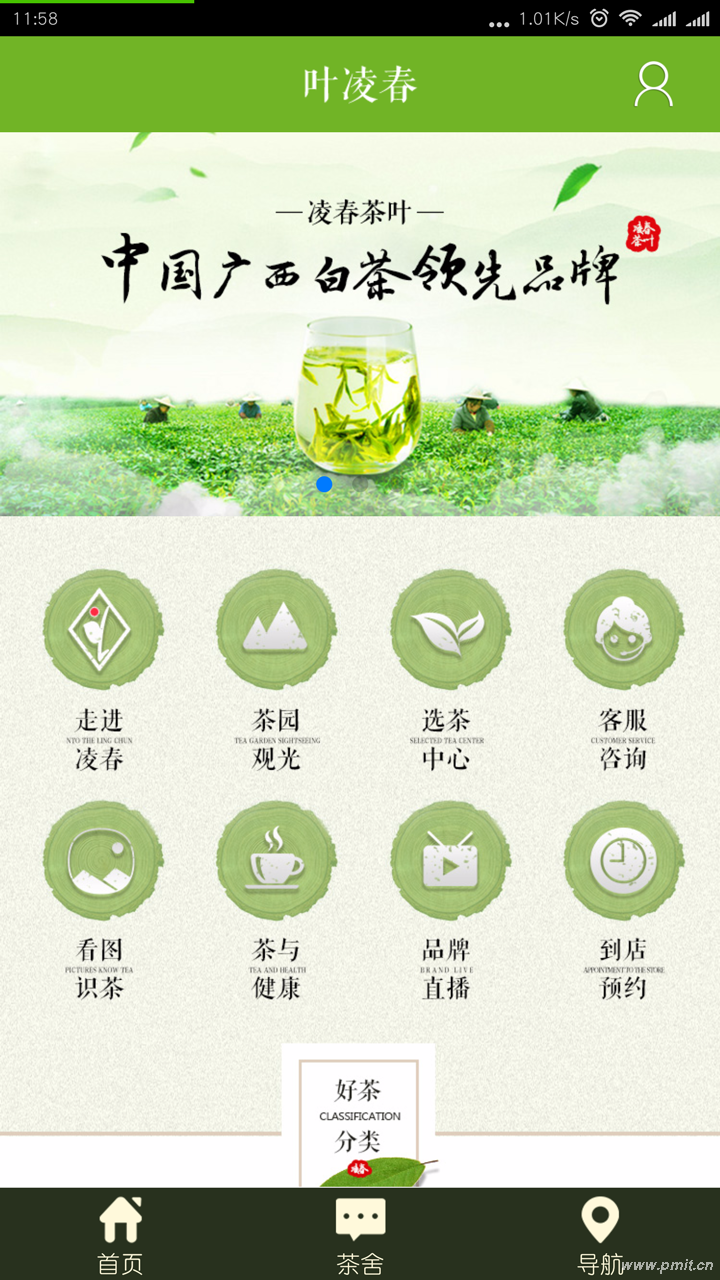 11:58
1.01K/s
叶凌春
凌春茶叶
凌春
茶叶
中国广西白茶领先品牌
走进
NTO THE LING CHUN
凌春
茶园
TEA GARDEN SIGHTSEEING
观光
选茶
SELECTED TEA CENTER
中心
客服
CUSTOMER SERVICE
咨询
看图
PICTURES KNOW TEA
识茶
茶与
TEA AND HEALTH
健康
品牌
BRAND LIVE
直播
到店
APPOINTMENT TO THE STORE
预约
好茶
CLASSIFICATION
分类
凌春
首页
茶舍
导航
www.pmit.cn